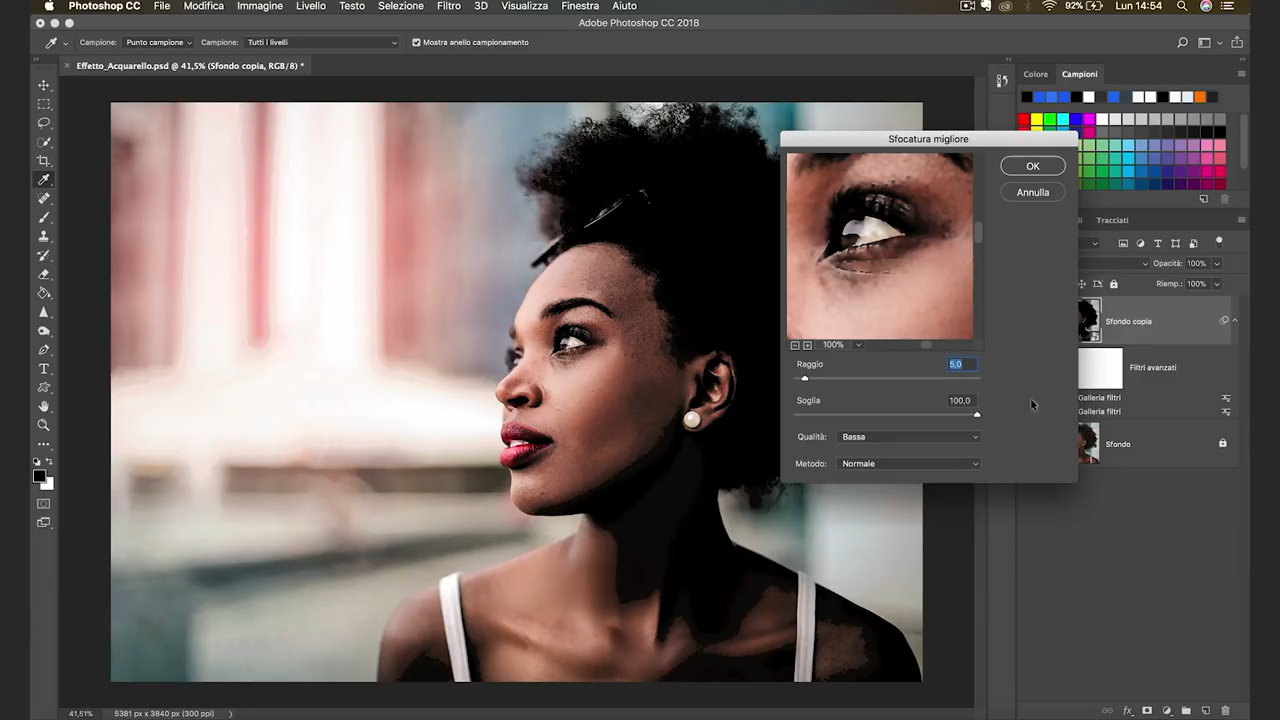 Photoshop CC File Modifica Immagine Livello Testo Selezione Filtro 3D Visualizza Finestra Aiuto 92% Lun 14:54
Adobe Photoshop CC 2018
Campione: Punto campione Campione: Tutti i livelli Mostra anello campionamento
Effetto_Acquarello.psd @ 41,5% (Sfondo copia, RGB/8) *
Colore Campioni
Sfocatura migliore
OK
Annulla
100%
Raggio 5,0
Soglia 100,0
Qualità: Bassa
Metodo: Normale
Tracciati
Opacità: 100%
Riemp.: 100%
Sfondo copia
Filtri avanzati
Galleria filtri
Galleria filtri
Sfondo
41,51% 5381 px x 3840 px (300 ppi)